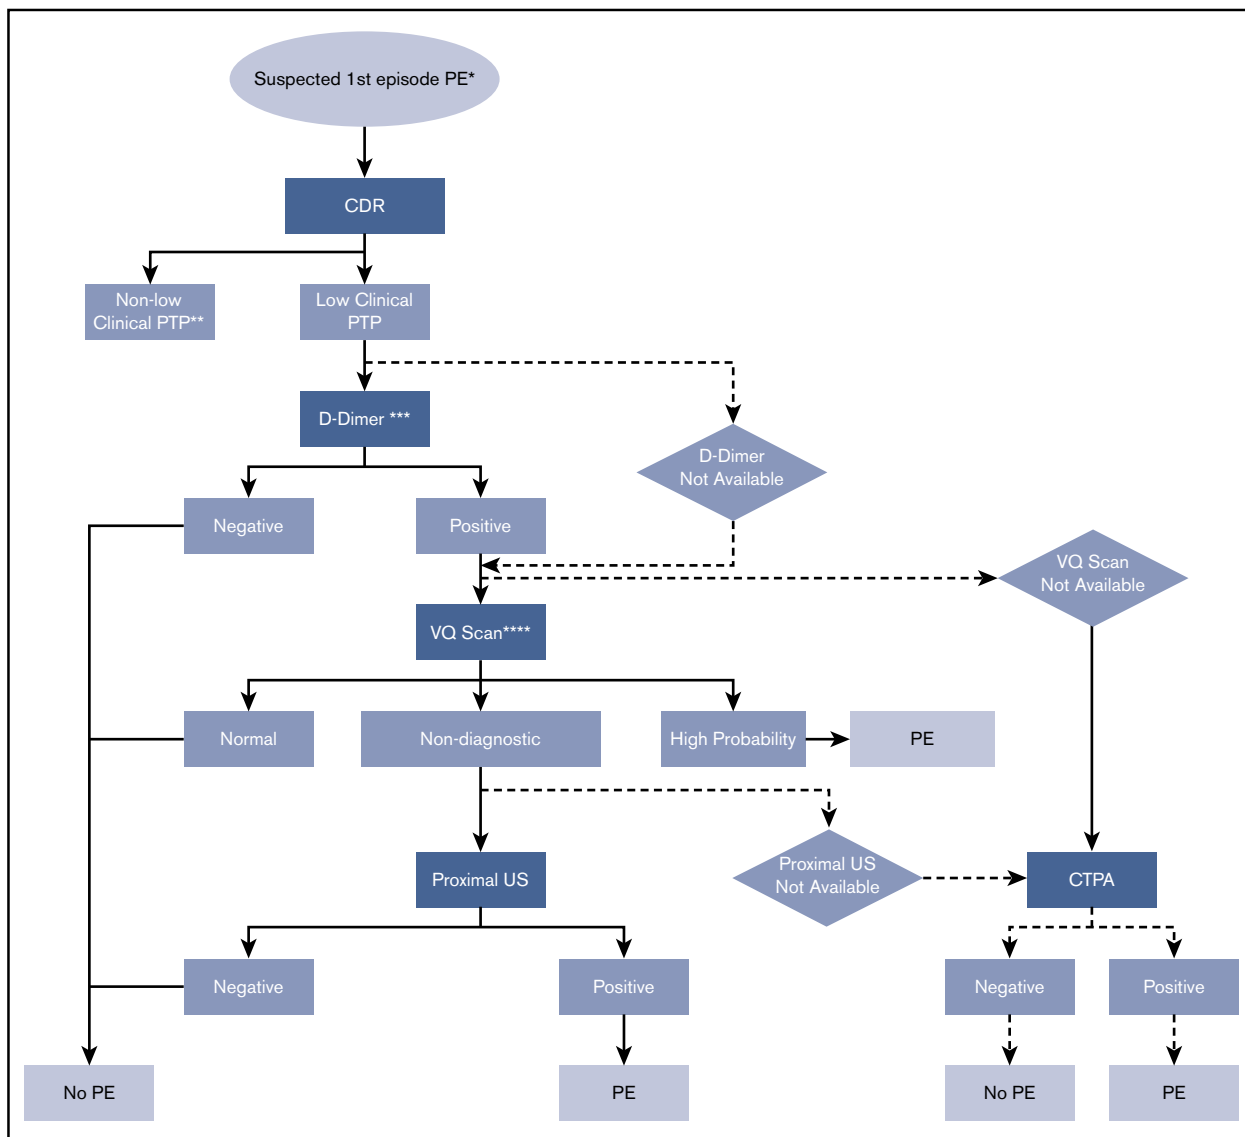 Suspected 1st episode PE*
CDR
Non-low
Clinical PTP**
Low Clinical
PTP
D-Dimer ***
D-Dimer
Not Available
Negative
Positive
VQ Scan
Not Available
VQ Scan****
Normal
Non-diagnostic
High Probability
PE
Proximal US
Proximal US
Not Available
CTPA
Negative
Positive
Negative
Positive
No PE
PE
No PE
PE